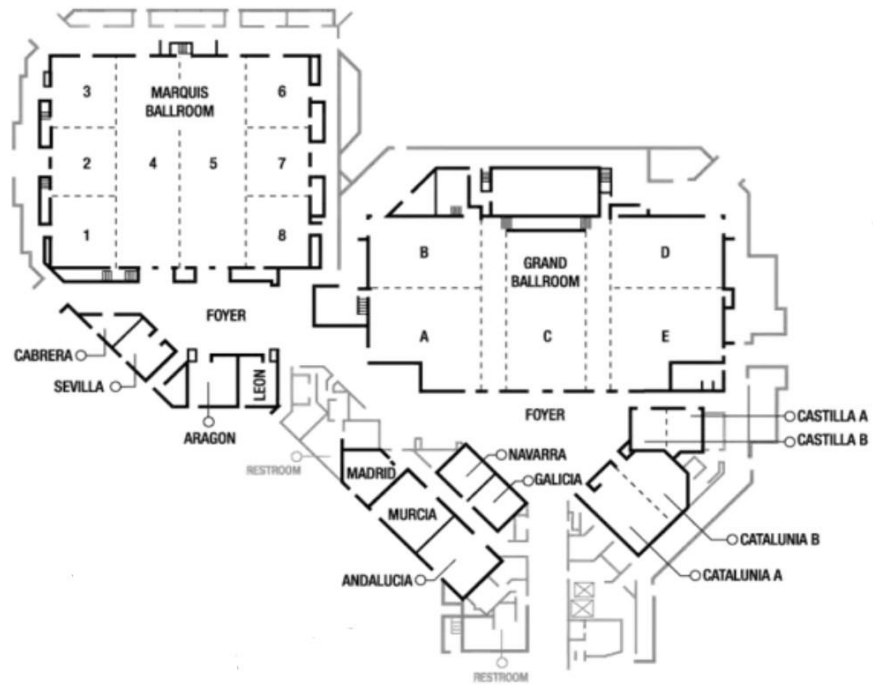 3
MARQUIS
BALLROOM
6
2
4
5
7
1
8
B
GRAND
BALLROOM
D
A
C
E
FOYER
CABRERA
SEVILLA
LEON
ARAGON
FOYER
CASTILLA A
CASTILLA B
RESTROOM
MADRID
NAVARRA
GALICIA
MURCIA
CATALUNIA B
ANDALUCIA
CATALUNIA A
RESTROOM